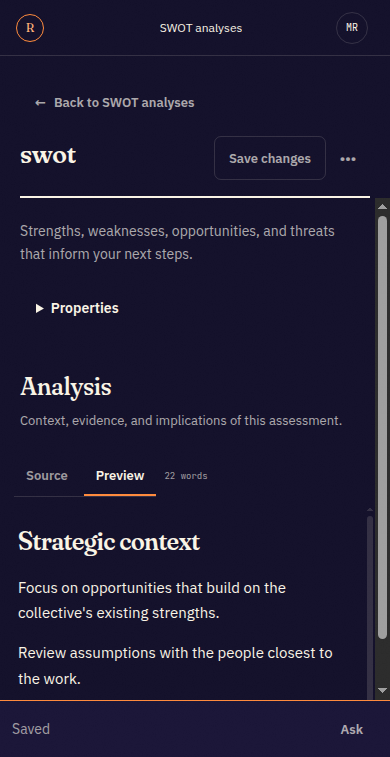 R
SWOT analyses
MR
← Back to SWOT analyses
swot
Save changes
•••
Strengths, weaknesses, opportunities, and threats
that inform your next steps.
Properties
Analysis
Context, evidence, and implications of this assessment.
Source
Preview
22 words
Strategic context
Focus on opportunities that build on the
collective's existing strengths.
Review assumptions with the people closest to
the work.
Saved
Ask